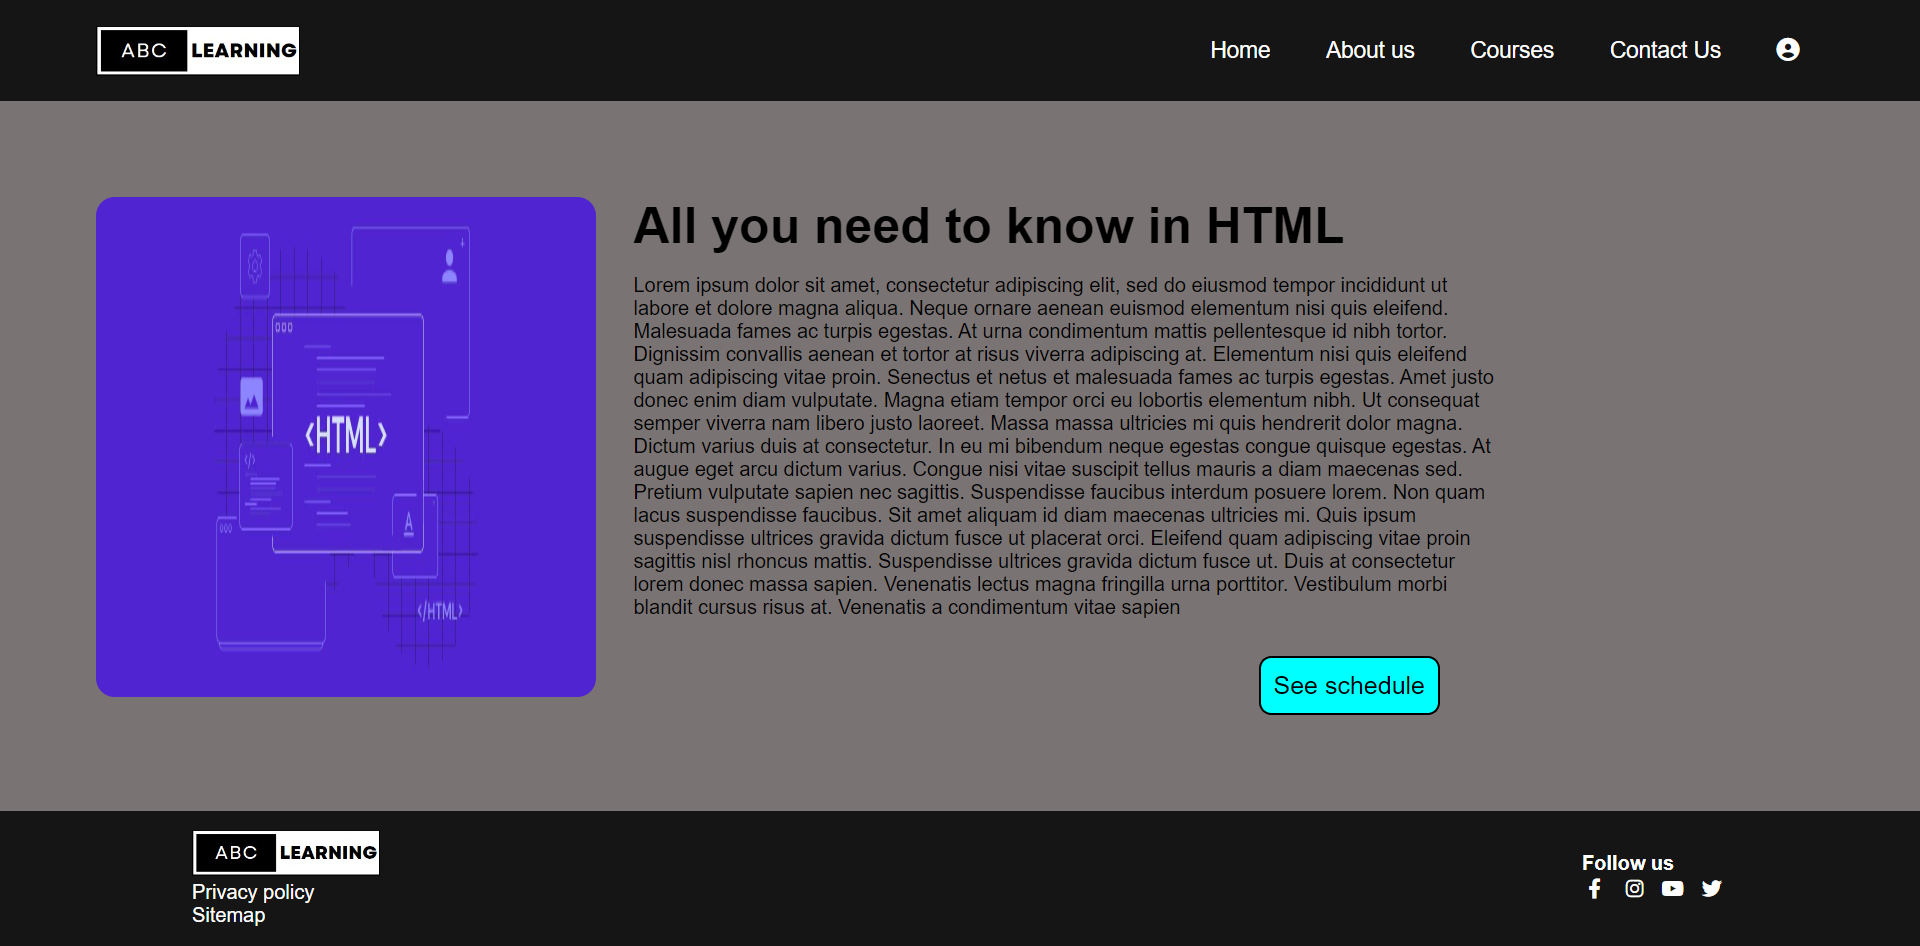 ABC LEARNING
Home About us Courses Contact Us
<HTML>
</>
A
</HTML>
All you need to know in HTML
Lorem ipsum dolor sit amet, consectetur adipiscing elit, sed do eiusmod tempor incididunt ut
labore et dolore magna aliqua. Neque ornare aenean euismod elementum nisi quis eleifend.
Malesuada fames ac turpis egestas. At urna condimentum mattis pellentesque id nibh tortor.
Dignissim convallis aenean et tortor at risus viverra adipiscing at. Elementum nisi quis eleifend
quam adipiscing vitae proin. Senectus et netus et malesuada fames ac turpis egestas. Amet justo
donec enim diam vulputate. Magna etiam tempor orci eu lobortis elementum nibh. Ut consequat
semper viverra nam libero justo laoreet. Massa massa ultricies mi quis hendrerit dolor magna.
Dictum varius duis at consectetur. In eu mi bibendum neque egestas congue quisque egestas. At
augue eget arcu dictum varius. Congue nisi vitae suscipit tellus mauris a diam maecenas sed.
Pretium vulputate sapien nec sagittis. Suspendisse faucibus interdum posuere lorem. Non quam
lacus suspendisse faucibus. Sit amet aliquam id diam maecenas ultricies mi. Quis ipsum
suspendisse ultrices gravida dictum fusce ut placerat orci. Eleifend quam adipiscing vitae proin
sagittis nisl rhoncus mattis. Suspendisse ultrices gravida dictum fusce ut. Duis at consectetur
lorem donec massa sapien. Venenatis lectus magna fringilla urna porttitor. Vestibulum morbi
blandit cursus risus at. Venenatis a condimentum vitae sapien
See schedule
ABC LEARNING
Privacy policy
Sitemap
Follow us